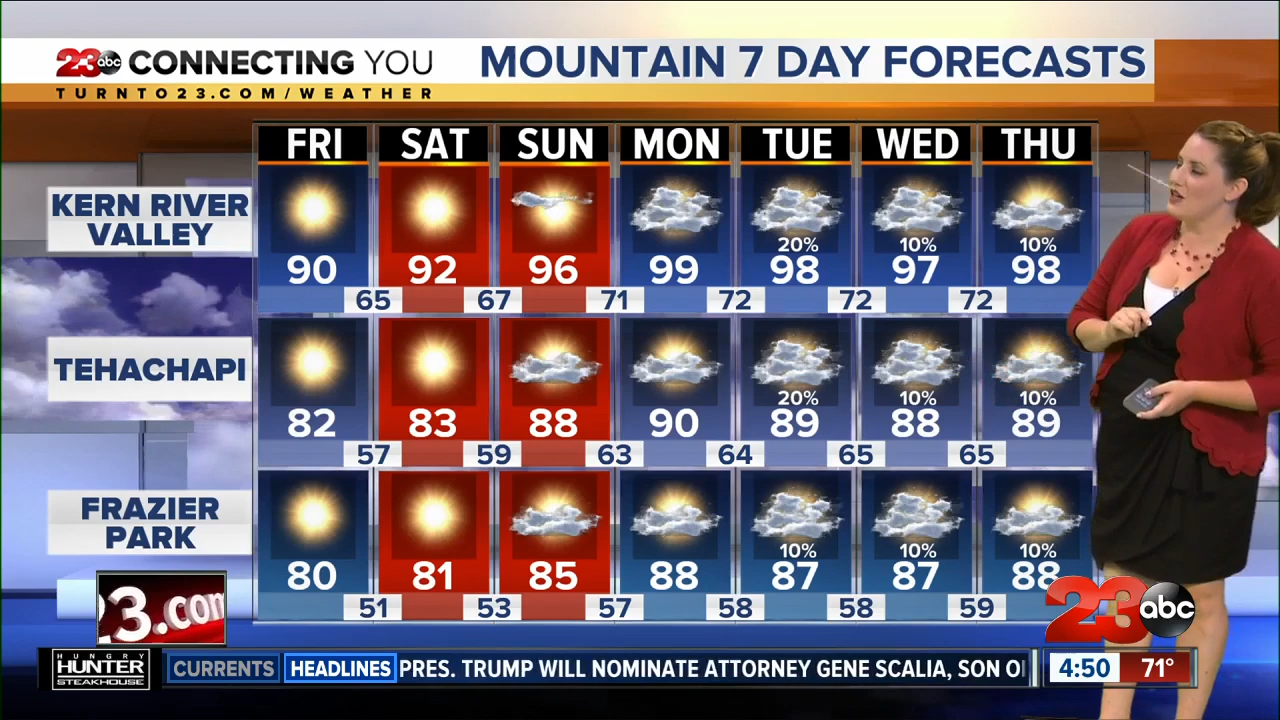 23 abc CONNECTING YOU
TURNTO23.COM/WEATHER
MOUNTAIN 7 DAY FORECASTS
FRI SAT SUN MON TUE WED THU
KERN RIVER
VALLEY
20% 10% 10%
90 92 96 99 98 97 98
65 67 71 72 72 72
TEHACHAPI
20% 10% 10%
82 83 88 90 89 88 89
57 59 63 64 65 65
FRAZIER
PARK
10% 10% 10%
80 81 85 88 87 87 88
51 53 57 58 58 59
23.com
23 abc
HUNGRY
HUNTER
STEAKHOUSE
CURRENTS HEADLINES PRES. TRUMP WILL NOMINATE ATTORNEY GENE SCALIA, SON O
4:50 71°